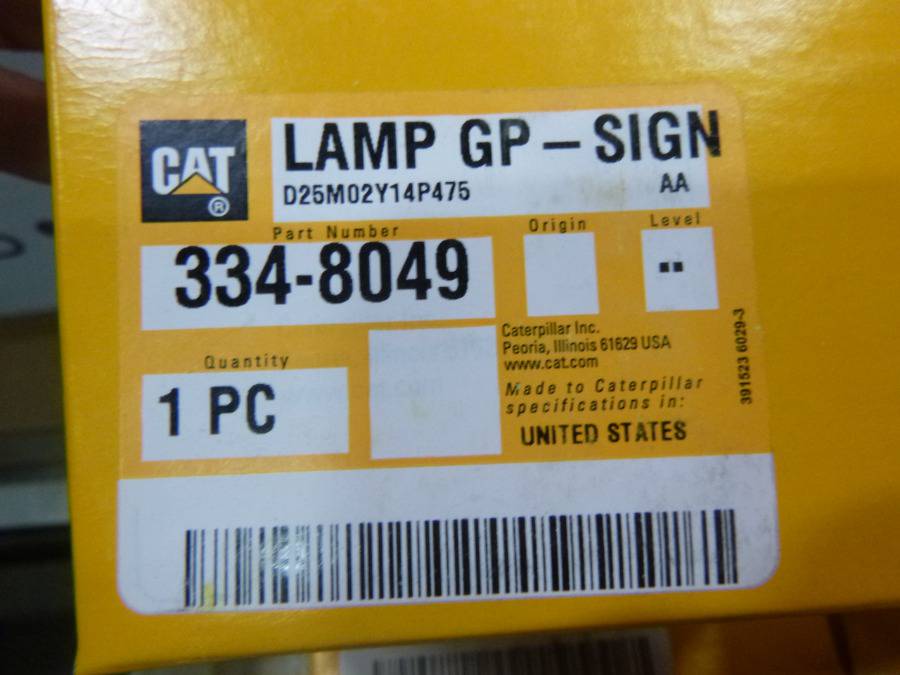 CAT
®
LAMP GP – SIGN
D25M02Y14P475 AA
Part Number
334-8049
Origin
Level
--
Quantity
1 PC
Caterpillar Inc.
Peoria, Illinois 61629 USA
www.cat.com
Made to Caterpillar
specifications in:
UNITED STATES
391523 6029-3